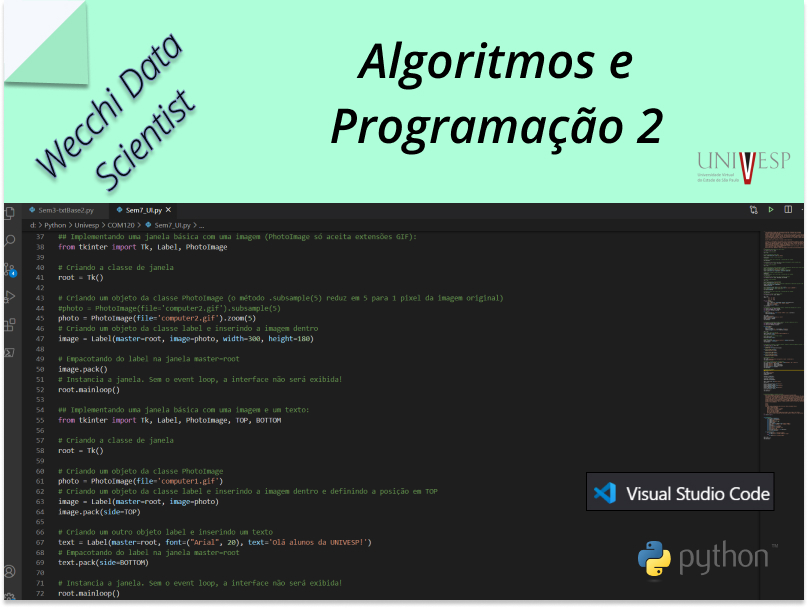 Wecchi Data
Scientist
Algoritmos e
Programação 2
UNIVESP
Universidade Virtual
do Estado de São Paulo
Sem3-txtBase2.py
Sem7_UI.py
d: > Python > Univesp > COM120 > Sem7_UI.py > ...
37 ## Implementando uma janela básica com uma imagem (PhotoImage só aceita extensões GIF):
38 from tkinter import Tk, Label, PhotoImage
39
40 # Criando a classe de janela
41 root = Tk()
42
43 # Criando um objeto da classe PhotoImage (o método .subsample(5) reduz em 5 para 1 pixel da imagem original)
44 #photo = PhotoImage(file='computer2.gif').subsample(5)
45 photo = PhotoImage(file='computer2.gif').zoom(5)
46 # Criando um objeto da classe label e inserindo a imagem dentro
47 image = Label(master=root, image=photo, width=300, height=180)
48
49 # Empacotando do label na janela master=root
50 image.pack()
51 # Instancia a janela. Sem o event loop, a interface não será exibida!
52 root.mainloop()
53
54 ## Implementando uma janela básica com uma imagem e um texto:
55 from tkinter import Tk, Label, PhotoImage, TOP, BOTTOM
56
57 # Criando a classe de janela
58 root = Tk()
59
60 # Criando um objeto da classe PhotoImage
61 photo = PhotoImage(file='computer1.gif')
62 # Criando um objeto da classe label e inserindo a imagem dentro e definindo a posição em TOP
63 image = Label(master=root, image=photo)
64 image.pack(side=TOP)
65
66 # Criando um outro objeto label e inserindo um texto
67 text = Label(master=root, font=("Arial", 20), text='Olá alunos da UNIVESP!')
68 # Empacotando do label na janela master=root
69 text.pack(side=BOTTOM)
70
71 # Instancia a janela. Sem o event loop, a interface não será exibida!
72 root.mainloop()
Visual Studio Code
python™